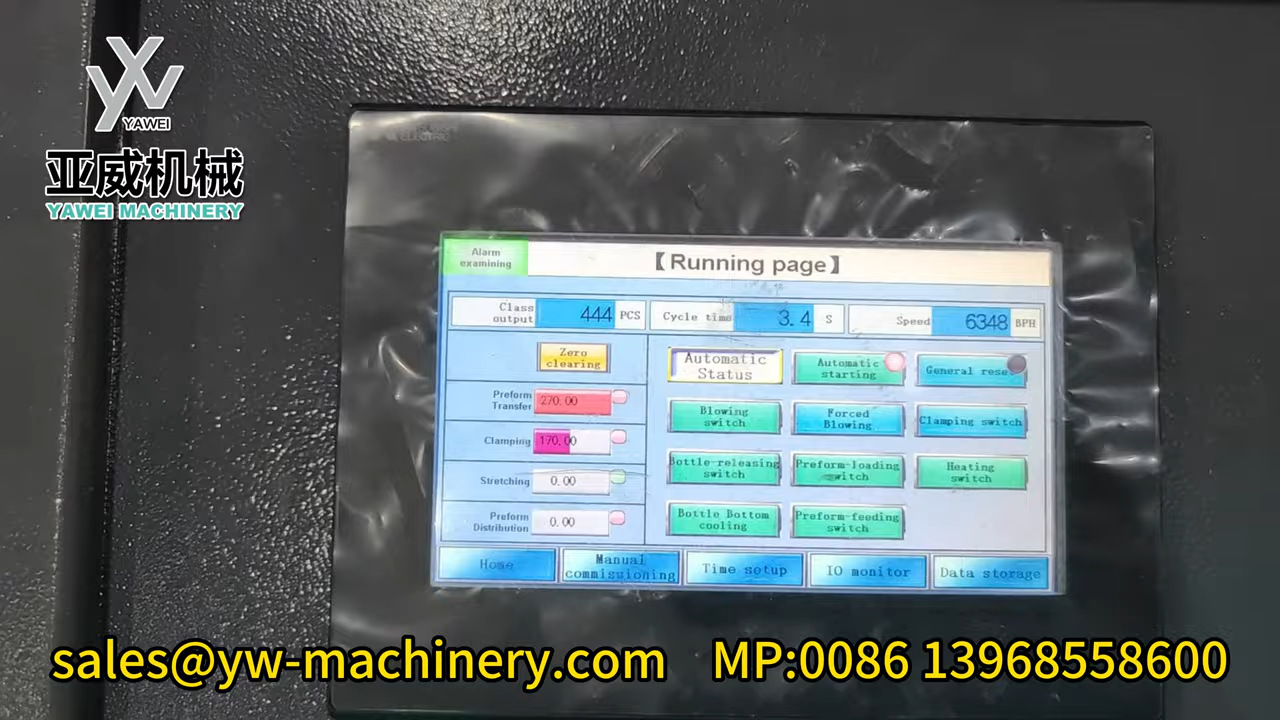 YAWEI
亚威机械
YAWEI MACHINERY
Alarm
examining
【Running page】
Class
output
444
PCS
Cycle time
3.4
S
Speed
6348
BPH
Zero
clearing
Automatic
Status
Automatic
starting
General rese
Preform
Transfer
270.00
Blowing
switch
Forced
Blowing
Clamping switch
Clamping
170.00
Bottle-releasing
switch
Preform-loading
switch
Heating
switch
Stretching
0.00
Preform
Distribution
0.00
Bottle Bottom
cooling
Preform-feeding
switch
Home
Manual
commissioning
Time setup
IO monitor
Data storage
sales@yw-machinery.com MP:0086 13968558600